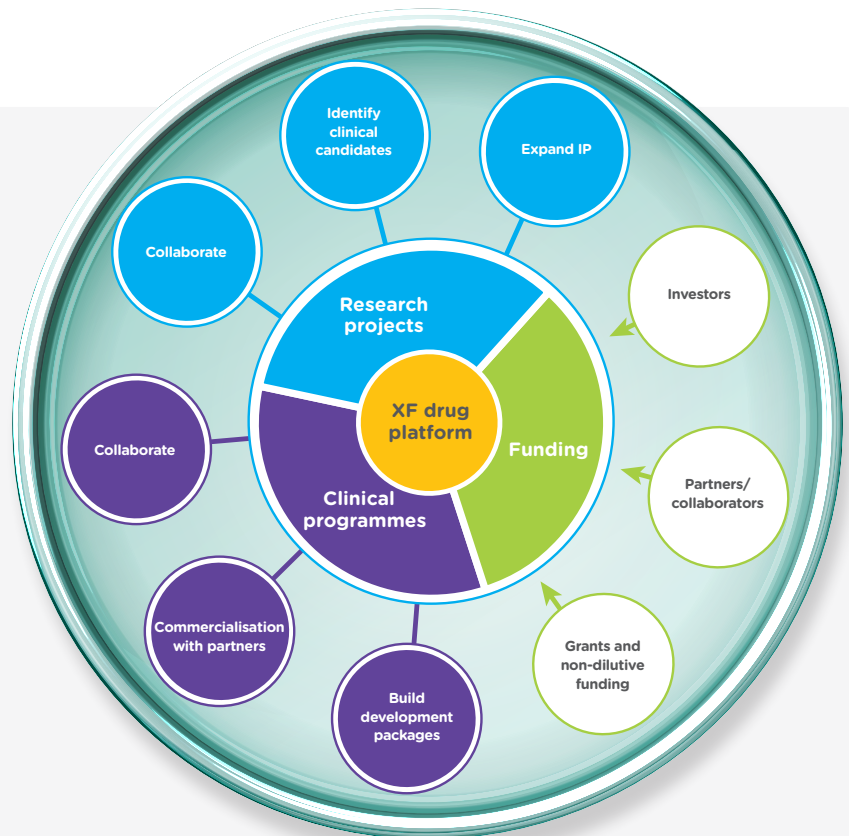 Identify
clinical
candidates
Expand IP
Collaborate
Investors
Research
projects
XF drug
platform
Funding
Collaborate
Partners/
collaborators
Clinical
programmes
Commercialisation
with partners
Grants and
non-dilutive
funding
Build
development
packages